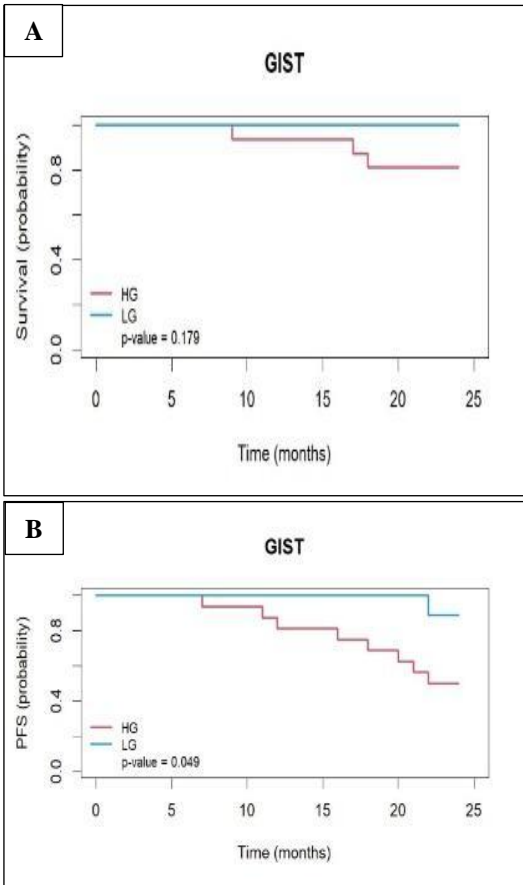 A
GIST
Survival (probability)
0.8
0.4
0.0
HG
LG
p-value = 0.179
0 5 10 15 20 25
Time (months)
B
GIST
PFS (probability)
0.8
0.4
0.0
HG
LG
p-value = 0.049
0 5 10 15 20 25
Time (months)